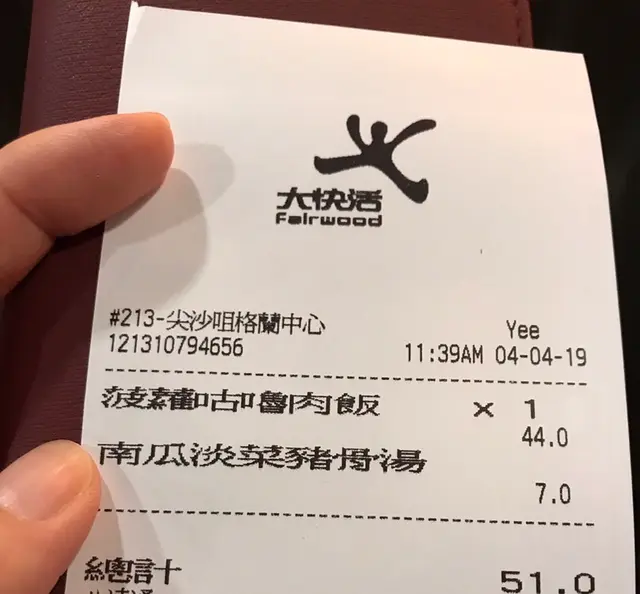 大快活
Fairwood
#213-尖沙咀格蘭中心 Yee
121310794656 11:39AM 04-04-19
菠蘿咕嚕肉飯 × 1
44.0
南瓜淡菜豬骨湯
7.0
總計 51.0